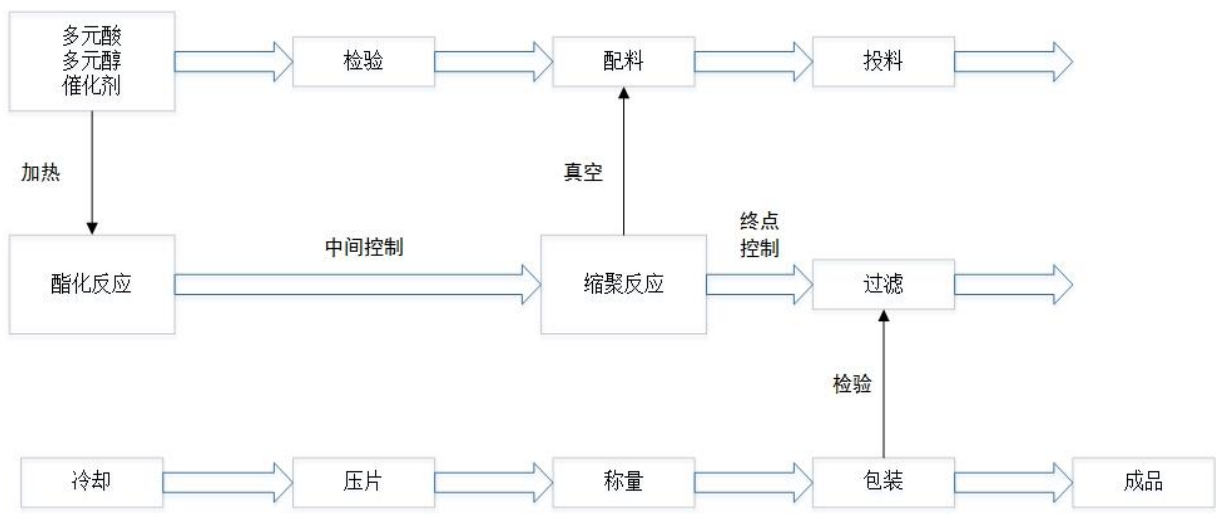 多元酸
多元醇
催化剂
检验
配料
投料
加热
真空
酯化反应
中间控制
缩聚反应
终点
控制
过滤
检验
冷却
压片
称量
包装
成品